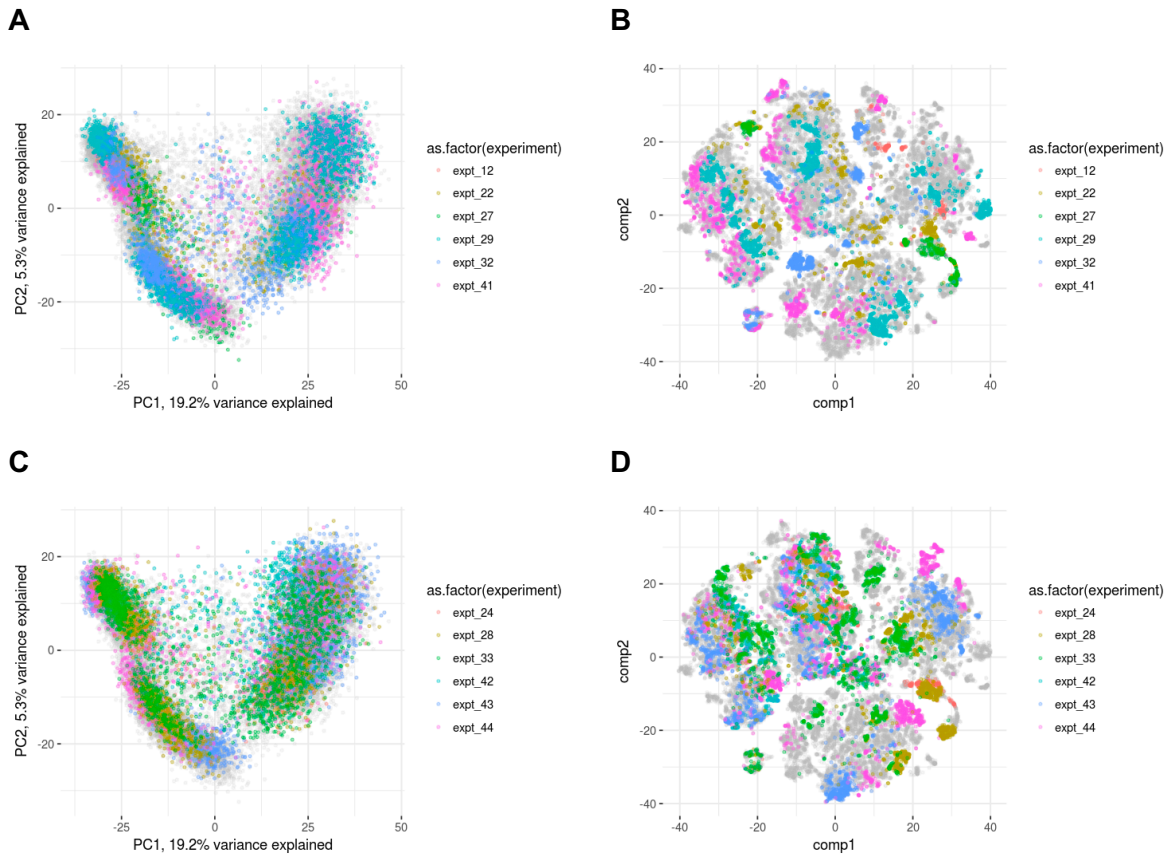 A
B
PC2, 5.3% variance explained
20
0
-20
-25
0
25
50
PC1, 19.2% variance explained
as.factor(experiment)
expt_12
expt_22
expt_27
expt_29
expt_32
expt_41
comp2
40
20
0
-20
-40
-40
-20
0
20
40
comp1
as.factor(experiment)
expt_12
expt_22
expt_27
expt_29
expt_32
expt_41
C
D
PC2, 5.3% variance explained
20
0
-20
-25
0
25
50
PC1, 19.2% variance explained
as.factor(experiment)
expt_24
expt_28
expt_33
expt_42
expt_43
expt_44
comp2
40
20
0
-20
-40
-40
-20
0
20
40
comp1
as.factor(experiment)
expt_24
expt_28
expt_33
expt_42
expt_43
expt_44